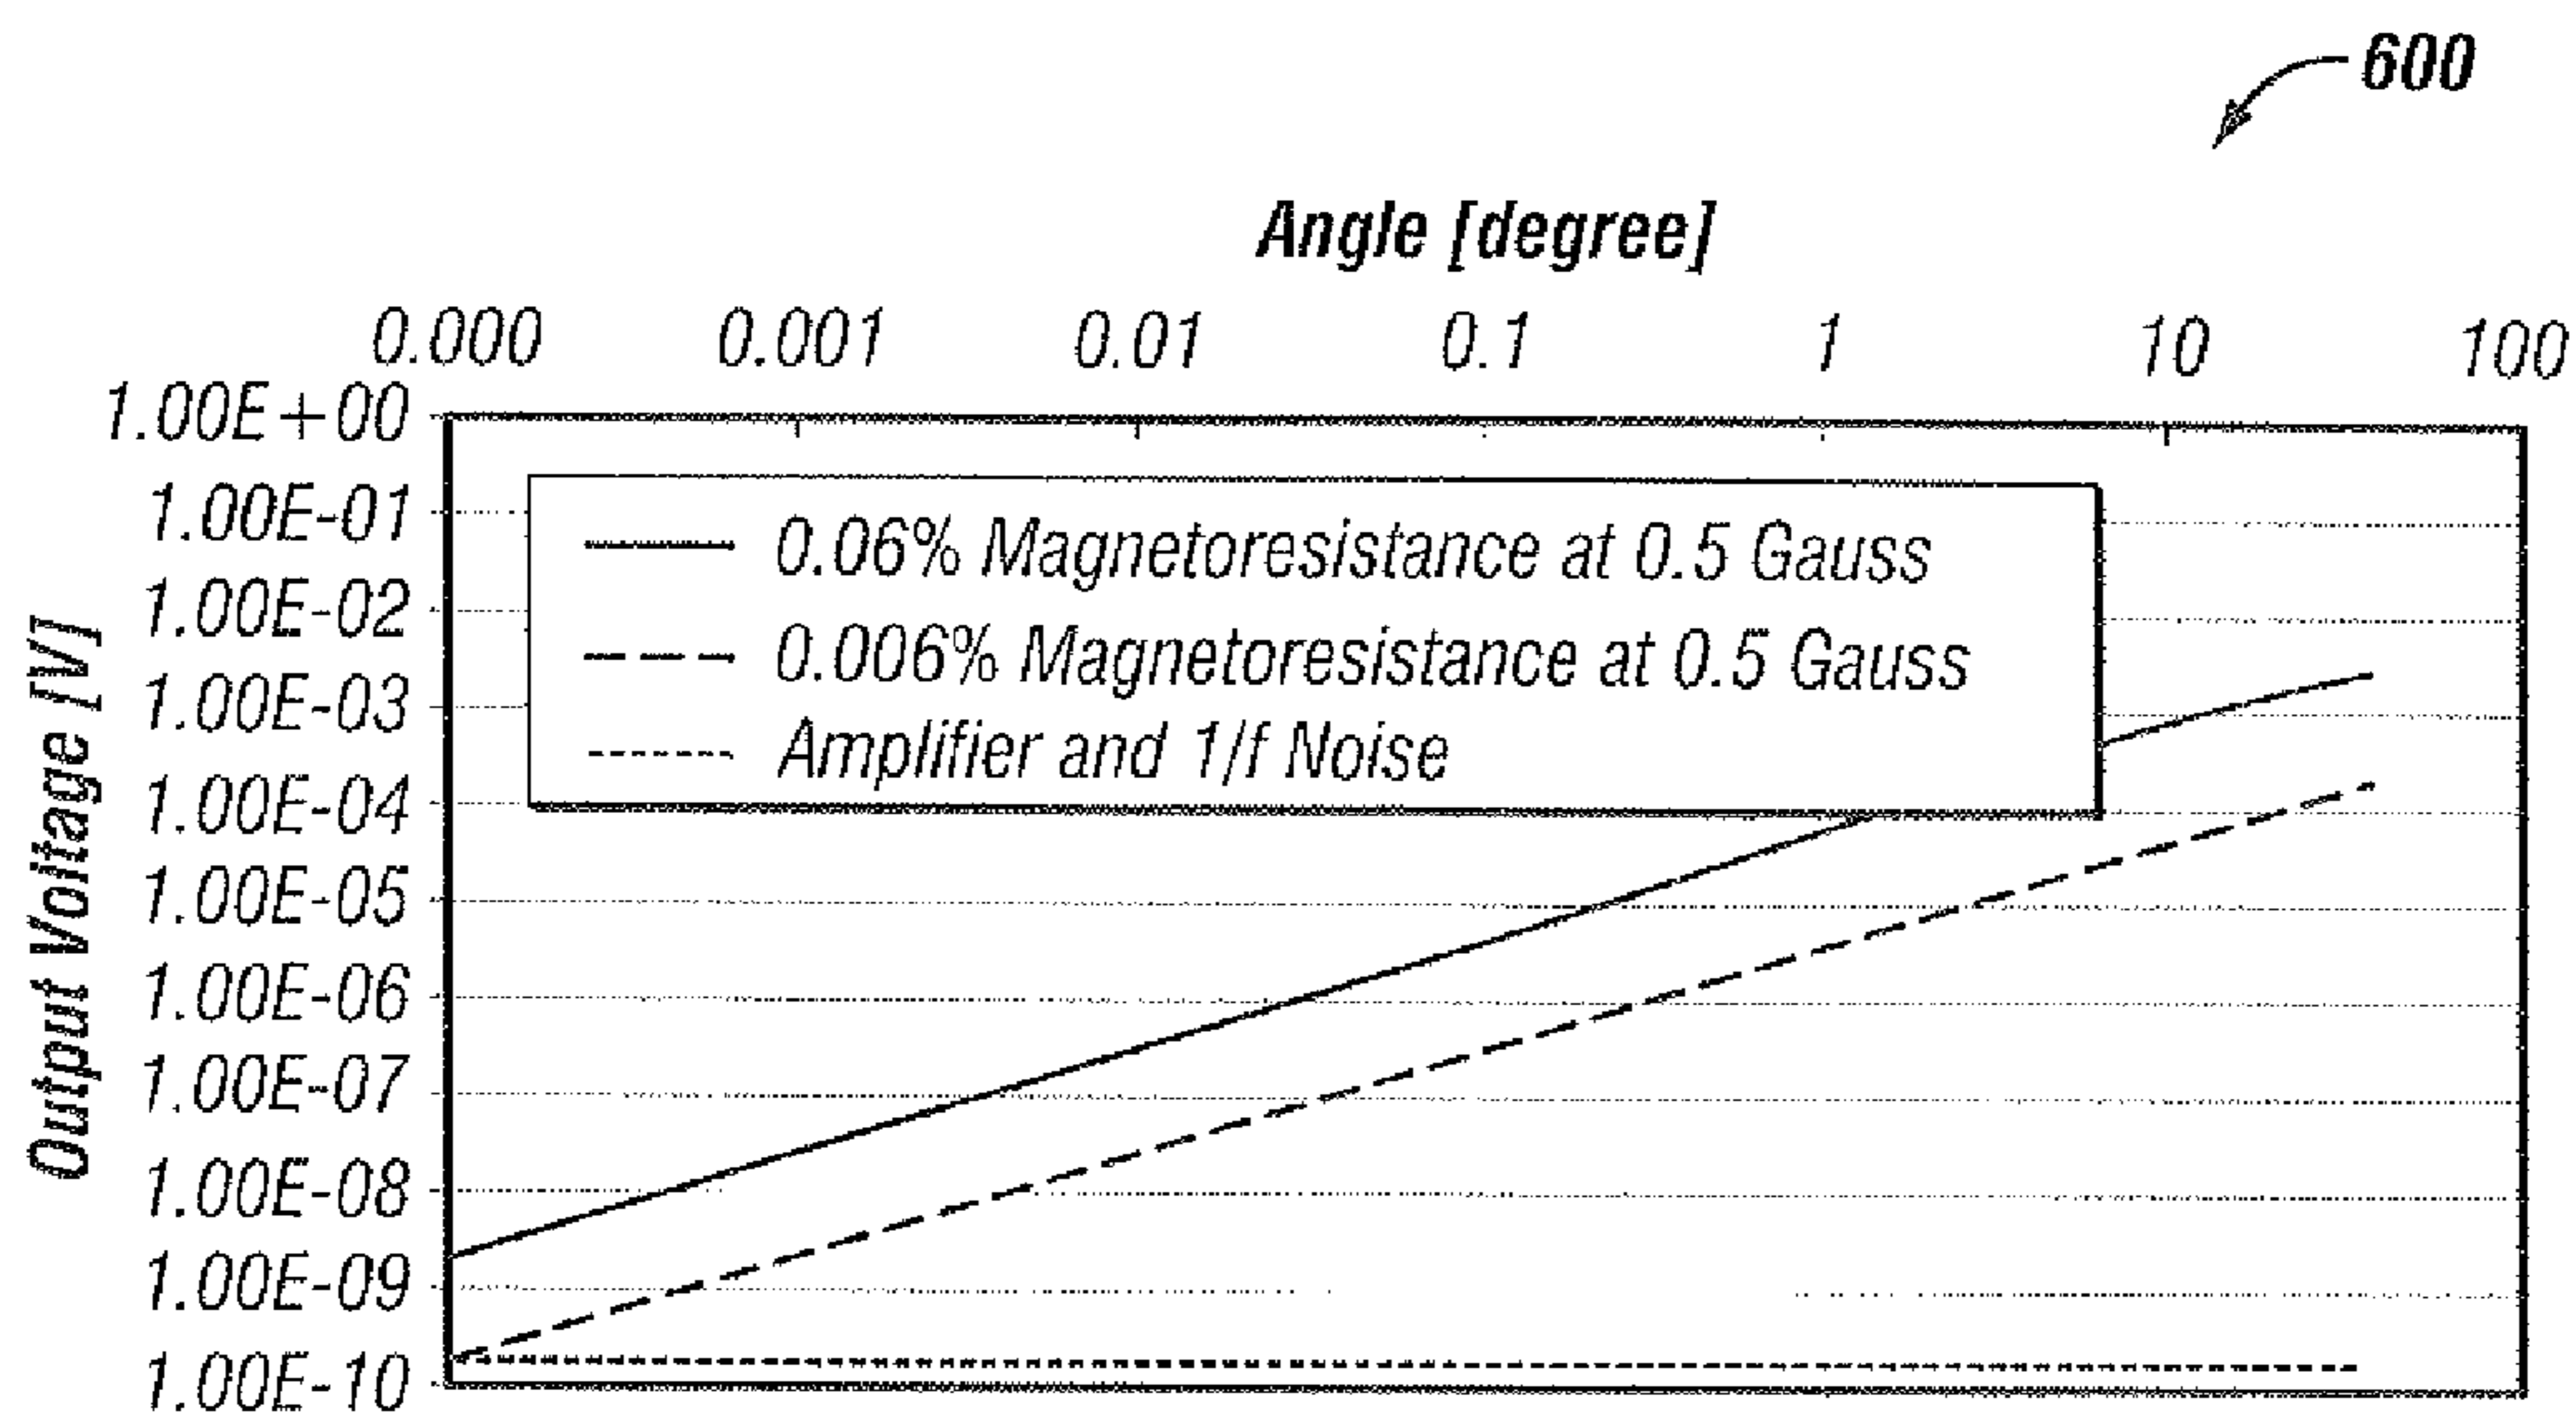 600
Angle [degree]
0.000 0.001 0.01 0.1 1 10 100
1.00E+00
1.00E-01
1.00E-02
1.00E-03
1.00E-04
1.00E-05
1.00E-06
1.00E-07
1.00E-08
1.00E-09
1.00E-10
Output Voltage [V]
0.06% Magnetoresistance at 0.5 Gauss
0.006% Magnetoresistance at 0.5 Gauss
Amplifier and 1/f Noise